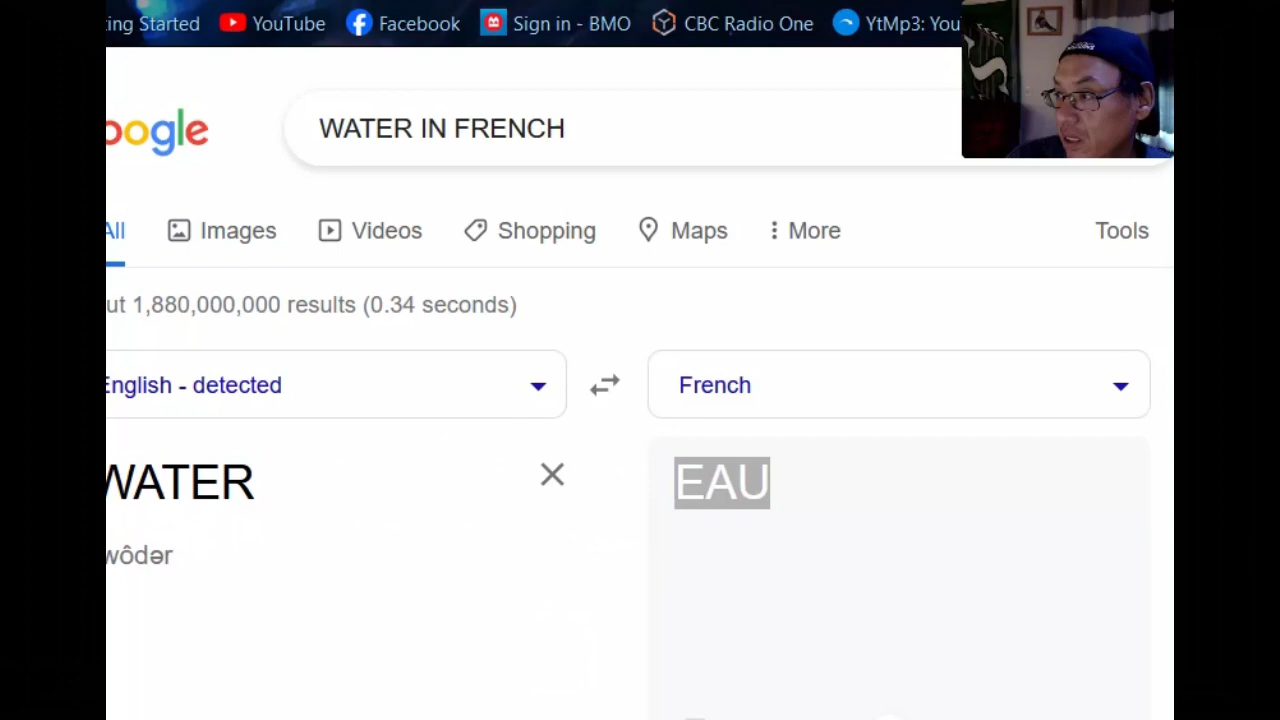 ing Started YouTube Facebook Sign in - BMO CBC Radio One YtMp3: You
oogle WATER IN FRENCH
All Images Videos Shopping Maps More Tools
ut 1,880,000,000 results (0.34 seconds)
English - detected French
WATER EAU
wôdər